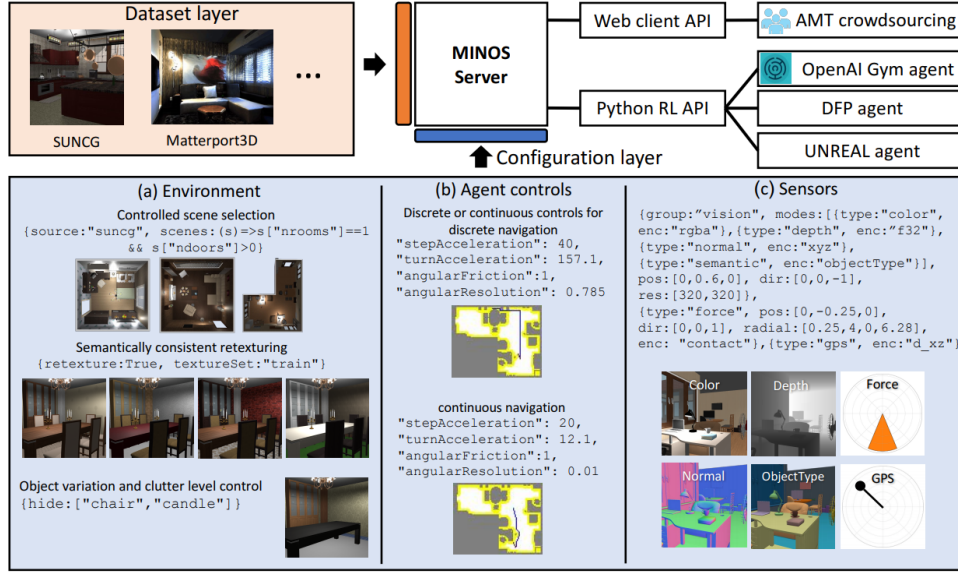 Dataset layer
SUNCG
Matterport3D
...
MINOS
Server
Web client API
Python RL API
AMT crowdsourcing
OpenAI Gym agent
DFP agent
UNREAL agent
Configuration layer
(a) Environment
Controlled scene selection
{source:"suncg", scenes:(s)=>s["nrooms"]==1
&& s["ndoors"]>0}
Semantically consistent retexturing
{retexture:True, textureSet:"train"}
Object variation and clutter level control
{hide:["chair","candle"]}
(b) Agent controls
Discrete or continuous controls for
discrete navigation
"stepAcceleration": 40,
"turnAcceleration": 157.1,
"angularFriction":1,
"angularResolution": 0.785
continuous navigation
"stepAcceleration": 20,
"turnAcceleration": 12.1,
"angularFriction":1,
"angularResolution": 0.01
(c) Sensors
{group:”vision", modes:[{type:"color",
enc:"rgba"},{type:"depth", enc:”f32"},
{type:"normal", enc:"xyz"},
{type:"semantic", enc:"objectType"}],
pos:[0,0.6,0], dir:[0,0,-1],
res:[320,320]},
{type:"force", pos:[0,-0.25,0],
dir:[0,0,1], radial:[0.25,4,0,6.28],
enc: "contact"},{type:"gps", enc:"d_xz"}
Color
Depth
Force
Normal
ObjectType
GPS